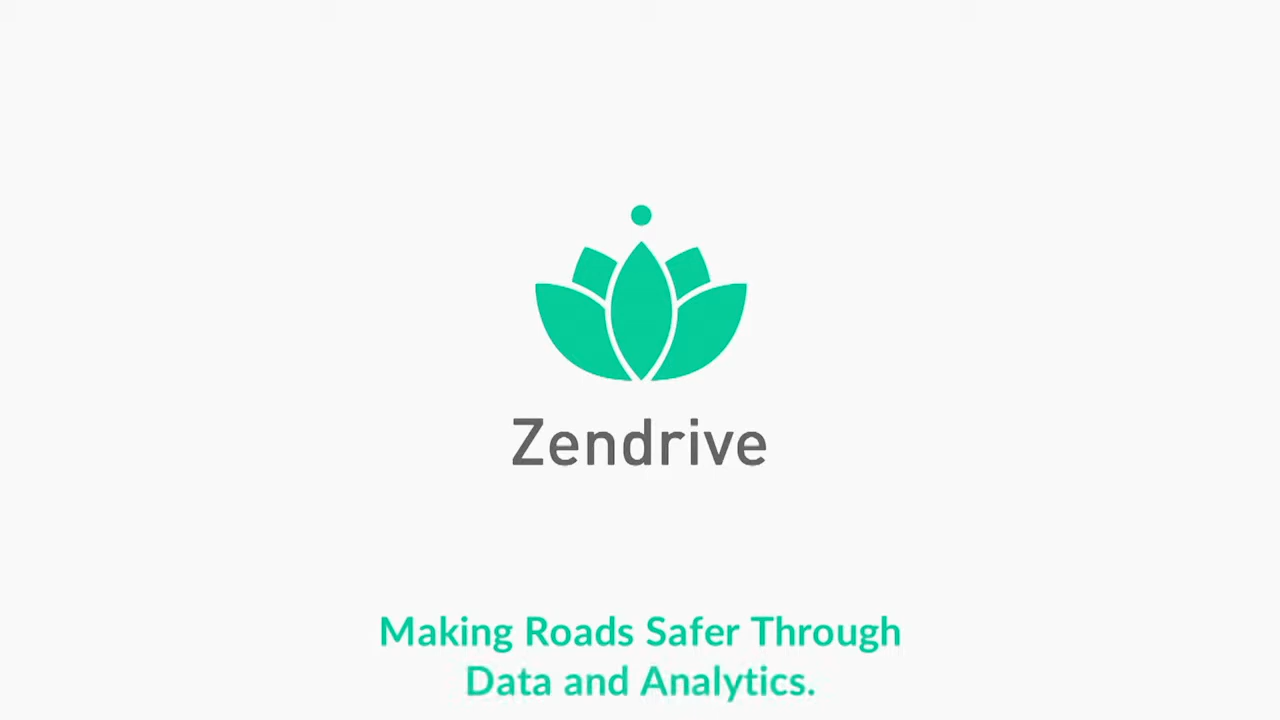 Zendrive
Making Roads Safer Through
Data and Analytics.